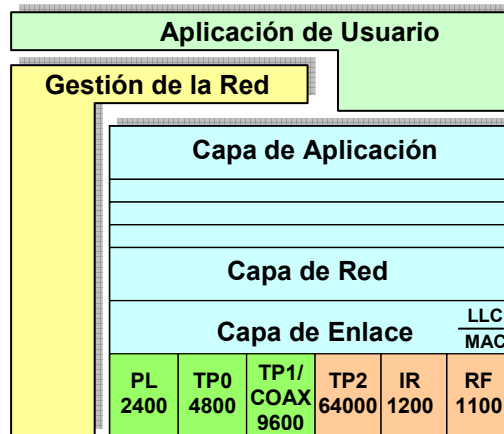 Aplicación de Usuario
Gestión de la Red
Capa de Aplicación
Capa de Red
Capa de Enlace
LLC
MAC
PL
2400
TP0
4800
TP1/
COAX
9600
TP2
64000
IR
1200
RF
1100